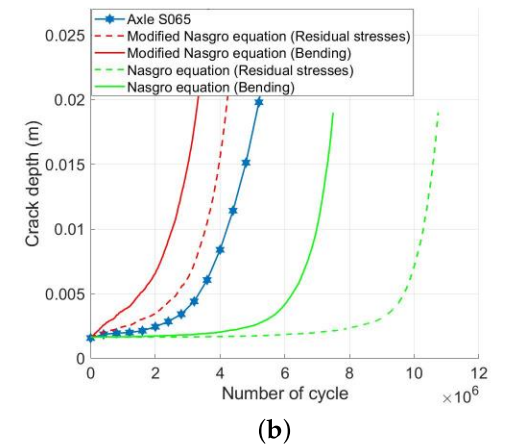 0.025
0.02
0.015
0.01
0.005
0
Crack depth (m)
Axle S065
Modified Nasgro equation (Residual stresses)
Modified Nasgro equation (Bending)
Nasgro equation (Residual stresses)
Nasgro equation (Bending)
0 2 4 6 8 10 12
Number of cycle
×10⁶
(b)